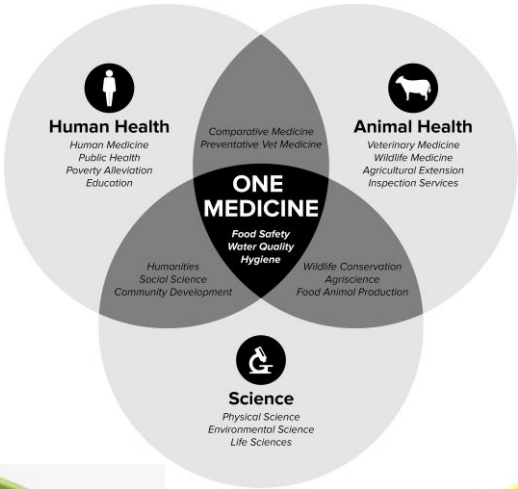 Human Health
Human Medicine
Public Health
Poverty Alleviation
Education
Comparative Medicine
Preventative Vet Medicine
Animal Health
Veterinary Medicine
Wildlife Medicine
Agricultural Extension
Inspection Services
ONE
MEDICINE
Food Safety
Water Quality
Hygiene
Humanities
Social Science
Community Development
Wildlife Conservation
Agriscience
Food Animal Production
Science
Physical Science
Environmental Science
Life Sciences